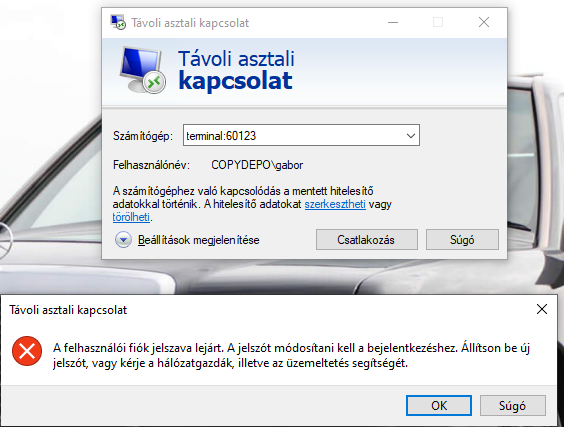 Távoli asztali kapcsolat
Távoli asztali
kapcsolat
Számítógép:
terminal:60123
Felhasználónév:
COPYDEPO\gabor
A számítógéphez való kapcsolódás a mentett hitelesítő
adatokkal történik. A hitelesítő adatokat szerkesztheti vagy
törölheti.
Beállítások megjelenítése
Csatlakozás
Súgó
Távoli asztali kapcsolat
A felhasználói fiók jelszava lejárt. A jelszót módosítani kell a bejelentkezéshez. Állítson be új
jelszót, vagy kérje a hálózatgazdák, illetve az üzemeltetés segítségét.
OK
Súgó